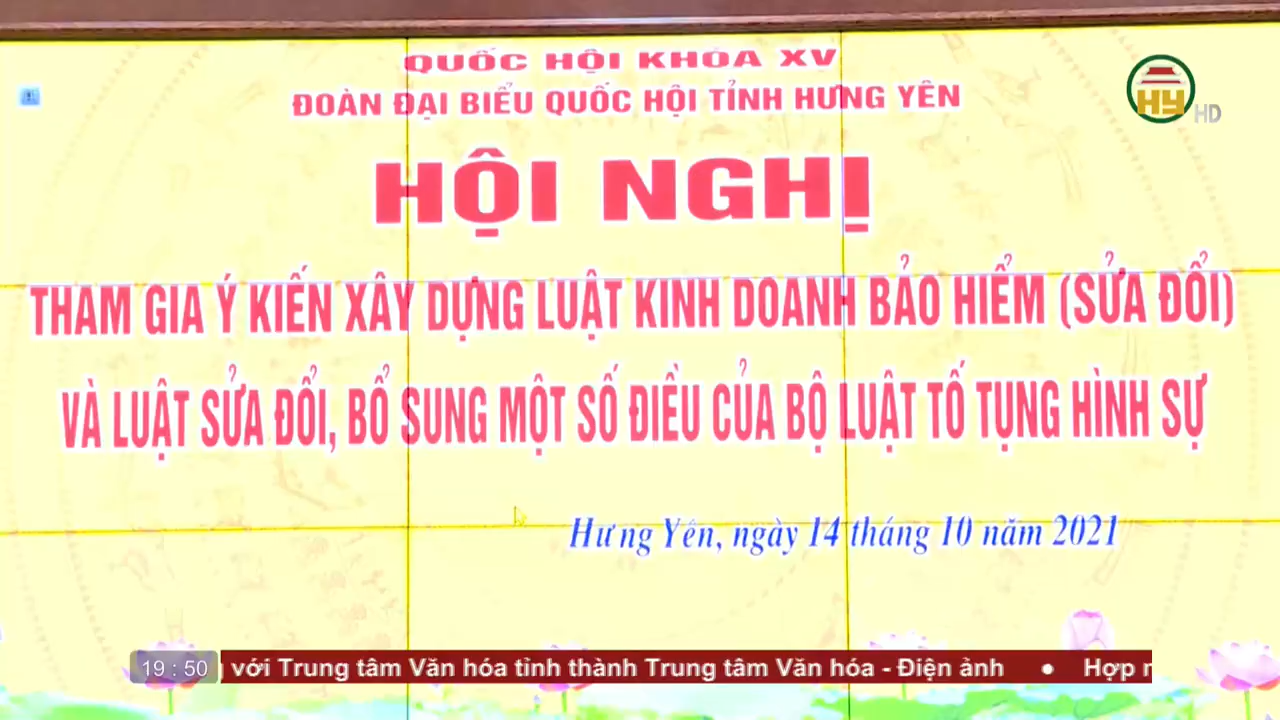 QUỐC HỘI KHÓA XV
ĐOÀN ĐẠI BIỂU QUỐC HỘI TỈNH HƯNG YÊN
HY HD
HỘI NGHỊ
THAM GIA Ý KIẾN XÂY DỰNG LUẬT KINH DOANH BẢO HIỂM (SỬA ĐỔI)
VÀ LUẬT SỬA ĐỔI, BỔ SUNG MỘT SỐ ĐIỀU CỦA BỘ LUẬT TỐ TỤNG HÌNH SỰ
Hưng Yên, ngày 14 tháng 10 năm 2021
19 : 50 với Trung tâm Văn hóa tỉnh thành Trung tâm Văn hóa - Điện ảnh • Hợp